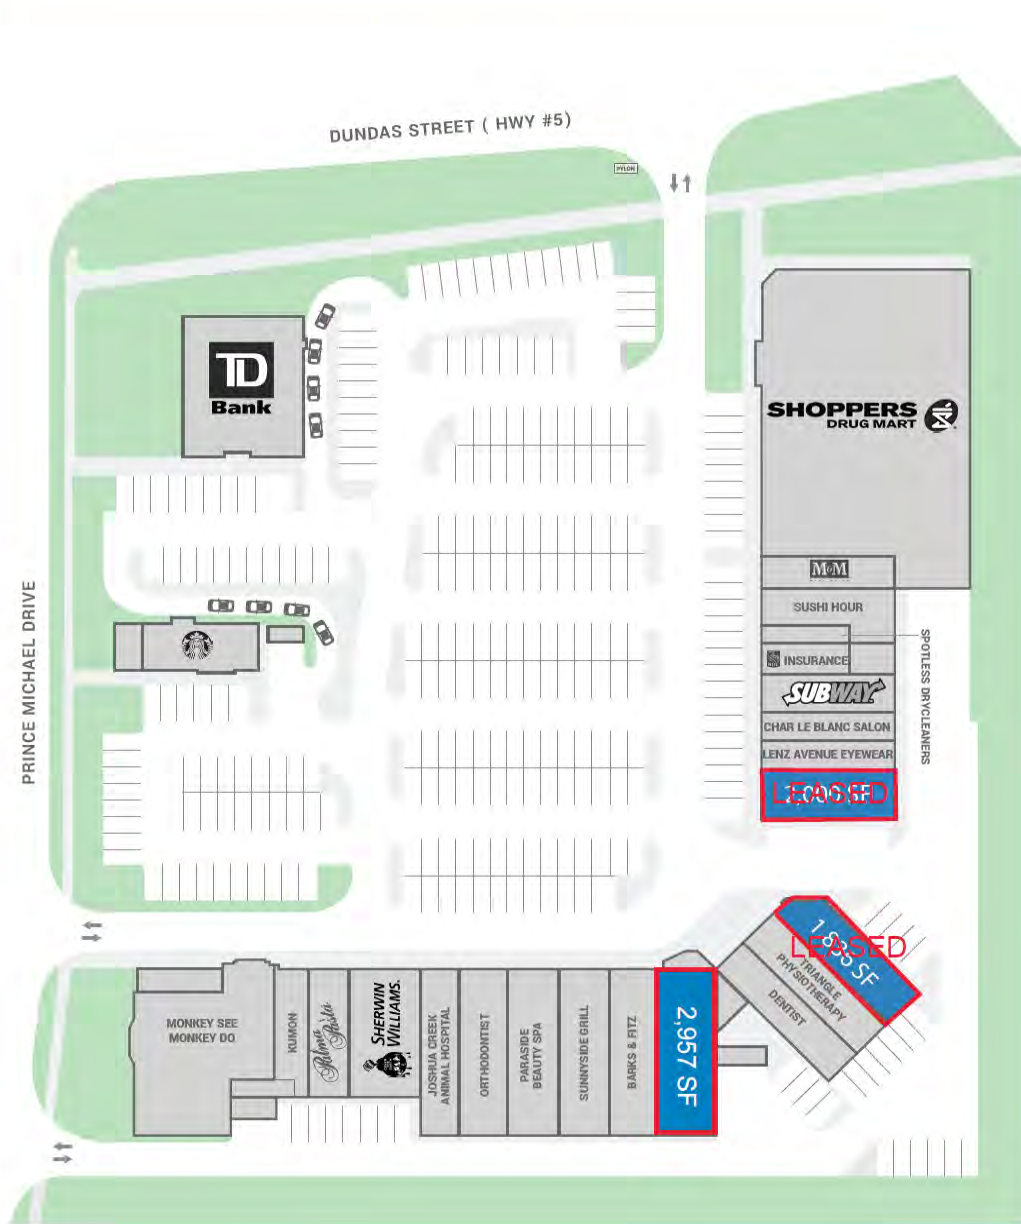 DUNDAS STREET ( HWY #5)
PYLON
TD
Bank
SHOPPERS
DRUG MART
M&M
SUSHI HOUR
SPOTLESS DRYCLEANERS
INSURANCE
SUBWAY
CHAR LE BLANC SALON
LENZ AVENUE EYEWEAR
LEASED
PRINCE MICHAEL DRIVE
LEASED
TRIANGLE
PHYSIOTHERAPY
DENTIST
MONKEY SEE
MONKEY DO
KUMON
Palma
Pasta
SHERWIN
WILLIAMS.
JOSHUA CREEK
ANIMAL HOSPITAL
ORTHODONTIST
PARASIDE
BEAUTY SPA
SUNNYSIDE GRILL
BARKS & FITZ
2,957 SF